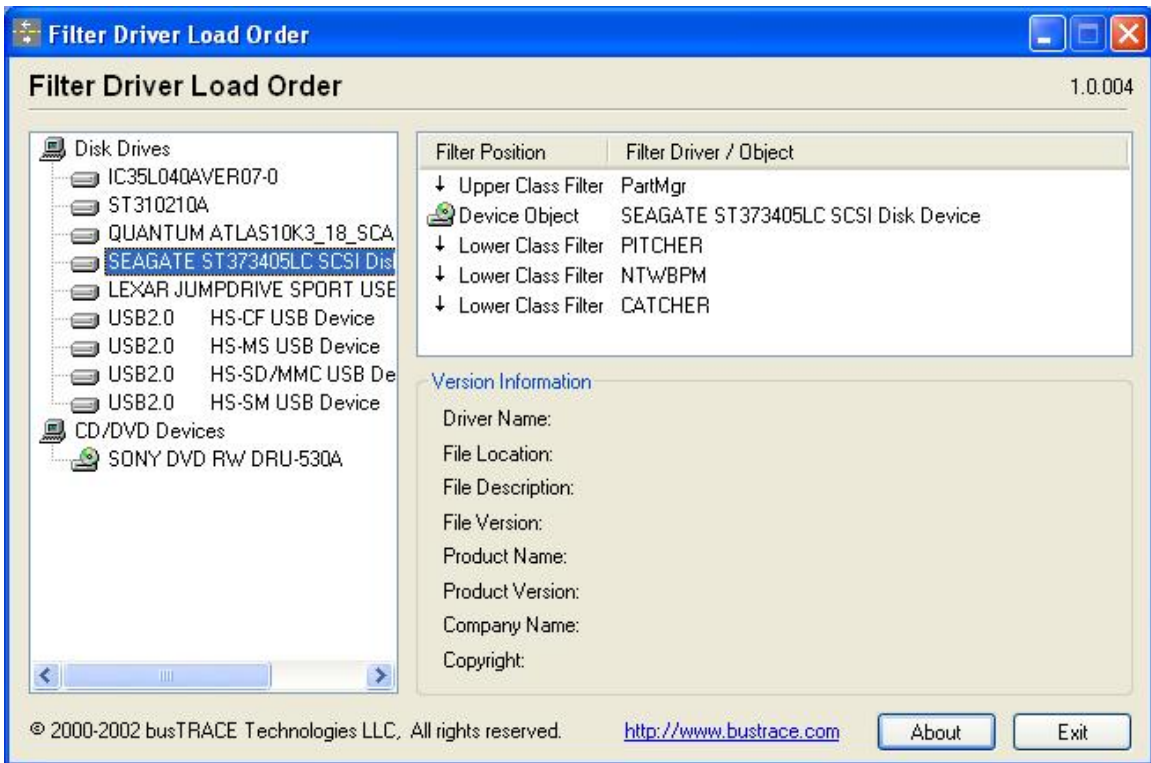 Filter Driver Load Order
Filter Driver Load Order
1.0.004
Disk Drives
IC35L040AVER07-0
ST310210A
QUANTUM ATLAS10K3_18_SCA
SEAGATE ST373405LC SCSI Dis
LEXAR JUMPDRIVE SPORT USE
USB2.0 HS-CF USB Device
USB2.0 HS-MS USB Device
USB2.0 HS-SD/MMC USB De
USB2.0 HS-SM USB Device
CD/DVD Devices
SONY DVD RW DRU-530A
Filter Position Filter Driver / Object
↓ Upper Class Filter PartMgr
Device Object SEAGATE ST373405LC SCSI Disk Device
↓ Lower Class Filter PITCHER
↓ Lower Class Filter NTWBPM
↓ Lower Class Filter CATCHER
Version Information
Driver Name:
File Location:
File Description:
File Version:
Product Name:
Product Version:
Company Name:
Copyright:
© 2000-2002 busTRACE Technologies LLC, All rights reserved. http://www.bustrace.com About Exit